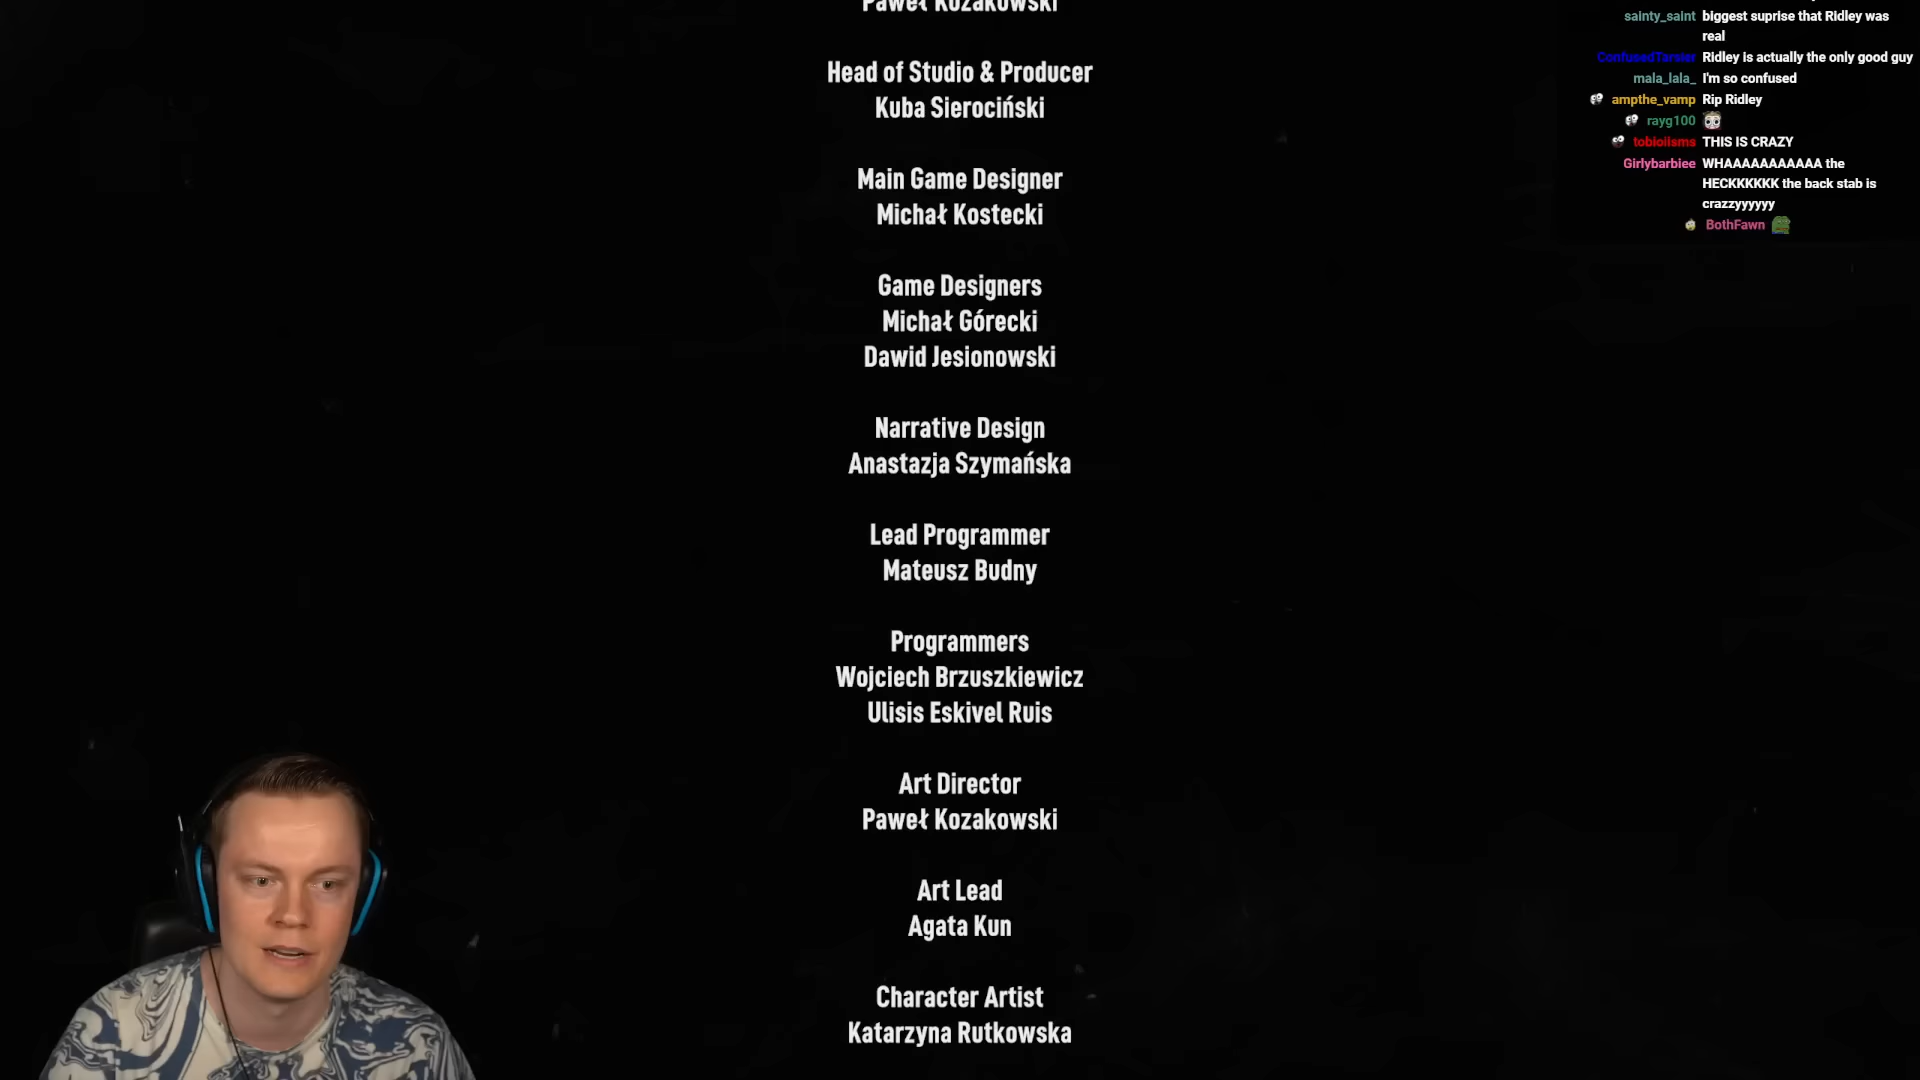 Paweł Kozakowski
Head of Studio & Producer
Kuba Sierociński
Main Game Designer
Michał Kostecki
Game Designers
Michał Górecki
Dawid Jesionowski
Narrative Design
Anastazja Szymańska
Lead Programmer
Mateusz Budny
Programmers
Wojciech Brzuszkiewicz
Ulisis Eskivel Ruis
Art Director
Paweł Kozakowski
Art Lead
Agata Kun
Character Artist
Katarzyna Rutkowska
sainty_saint biggest suprise that Ridley was
real
ConfusedTarsier Ridley is actually the only good guy
mala_lala_ I'm so confused
ampthe_vamp Rip Ridley
rayg100
tobiolisms THIS IS CRAZY
Girlybarbiee WHAAAAAAAAAAA the
HECKKKKKK the back stab is
crazzyyyyyy
BothFawn